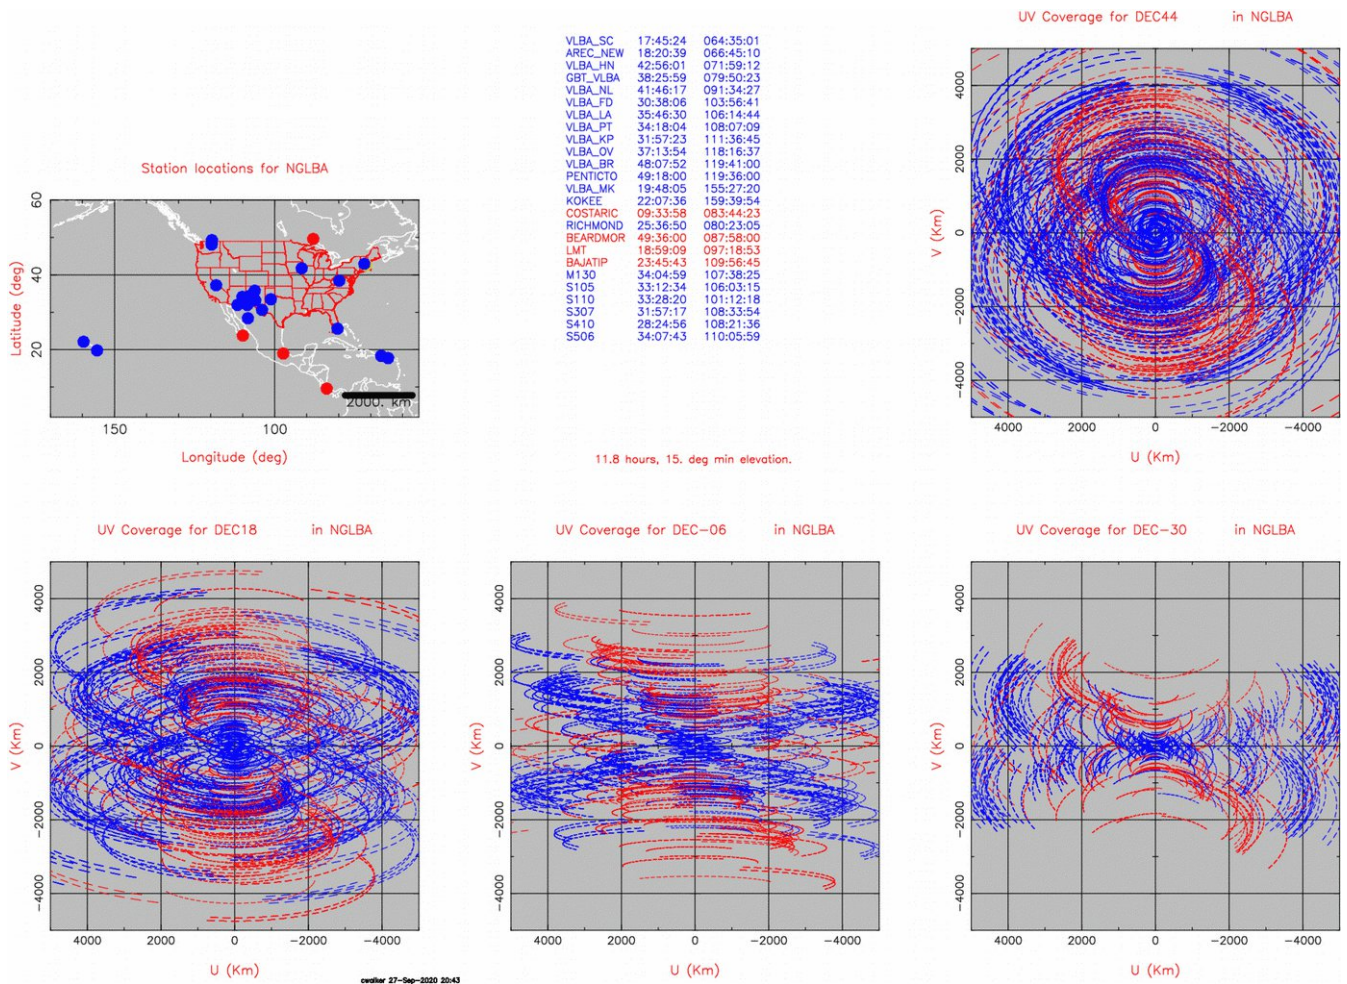 UV Coverage for DEC44 in NGLBA
VLBA_SC 17:45:24 064:35:01
AREC_NEW 18:20:39 066:45:10
VLBA_HN 42:56:01 071:59:12
GBT_VLBA 38:25:59 079:50:23
VLBA_NL 41:46:17 091:34:27
VLBA_FD 30:38:06 103:56:41
VLBA_LA 35:46:30 106:14:44
VLBA_PT 34:18:04 108:07:09
VLBA_KP 31:57:23 111:36:45
VLBA_OV 37:13:54 118:16:37
VLBA_BR 48:07:52 119:41:00
PENTICTO 49:18:00 119:36:00
VLBA_MK 19:48:05 155:27:20
KOKEE 22:07:36 159:39:54
COSTARIC 09:33:58 083:44:23
RICHMOND 25:36:50 080:23:05
BEARDMOR 49:36:00 087:58:00
LMT 18:59:09 097:18:53
BAJATIP 23:45:43 109:56:45
M130 34:04:59 107:38:25
S105 33:12:34 106:03:15
S110 33:28:20 101:12:18
S307 31:57:17 108:33:54
S410 28:24:56 108:21:36
S506 34:07:43 110:05:59
11.8 hours, 15. deg min elevation.
Station locations for NGLBA
Latitude (deg)
60
40
20
2000. km
150 100
Longitude (deg)
V (Km)
4000
2000
0
−2000
−4000
4000 2000 0 −2000 −4000
U (Km)
UV Coverage for DEC18 in NGLBA
V (Km)
4000
2000
0
−2000
−4000
4000 2000 0 −2000 −4000
U (Km)
UV Coverage for DEC−06 in NGLBA
V (Km)
4000
2000
0
−2000
−4000
4000 2000 0 −2000 −4000
U (Km)
UV Coverage for DEC−30 in NGLBA
V (Km)
4000
2000
0
−2000
−4000
4000 2000 0 −2000 −4000
U (Km)
cwalker 27−Sep−2020 20:43